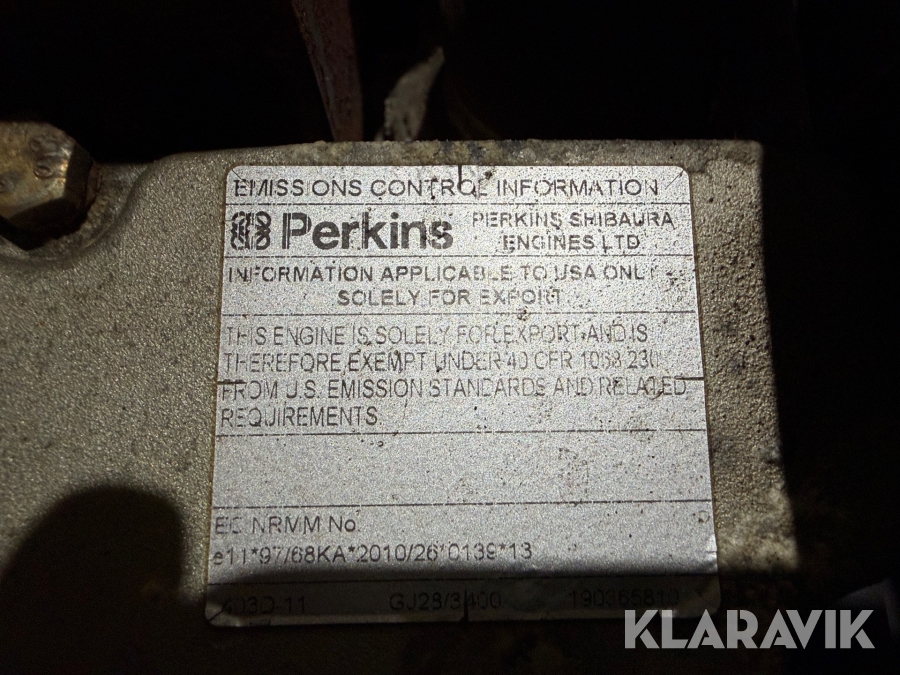 EMISSIONS CONTROL INFORMATION
Perkins
PERKINS SHIBAURA
ENGINES LTD
INFORMATION APPLICABLE TO USA ONLY
SOLELY FOR EXPORT
THIS ENGINE IS SOLELY FOR EXPORT AND IS
THEREFORE EXEMPT UNDER 40 CFR 1068 230
FROM U.S. EMISSION STANDARDS AND RELATED
REQUIREMENTS
EC NRMM No
e11*97/68KA*2010/26*0139*13
403D-11 GJ28/3400
KLARAVIK